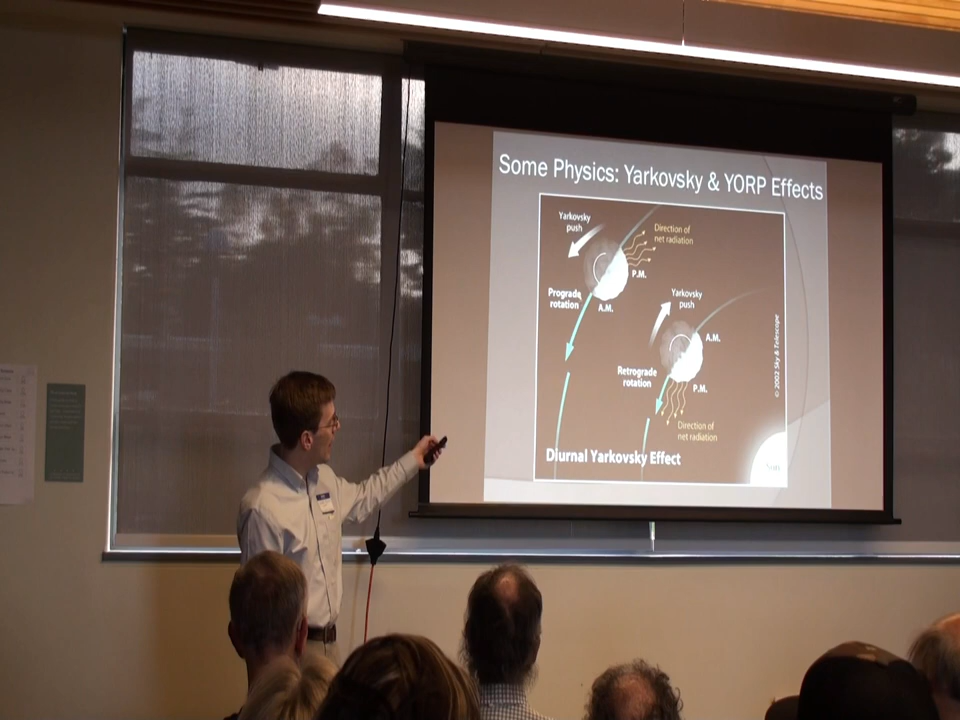 Some Physics: Yarkovsky & YORP Effects
Yarkovsky
push
Direction of
net radiation
P.M.
Prograde
rotation
A.M.
Yarkovsky
push
A.M.
Retrograde
rotation
P.M.
Direction of
net radiation
Diurnal Yarkovsky Effect
© 2002 Sky & Telescope